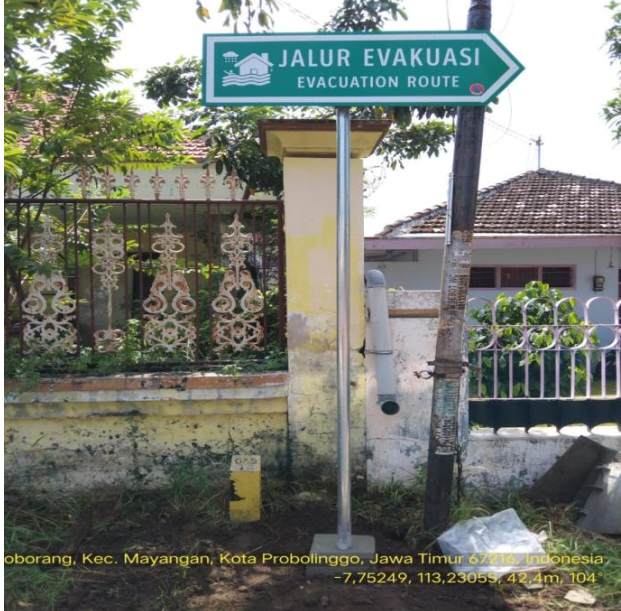 JALUR EVAKUASI
EVACUATION ROUTE
GAS
oborang, Kec. Mayangan, Kota Probolinggo, Jawa Timur 67216, Indonesia
-7,75249, 113,23055, 42,4m, 104°